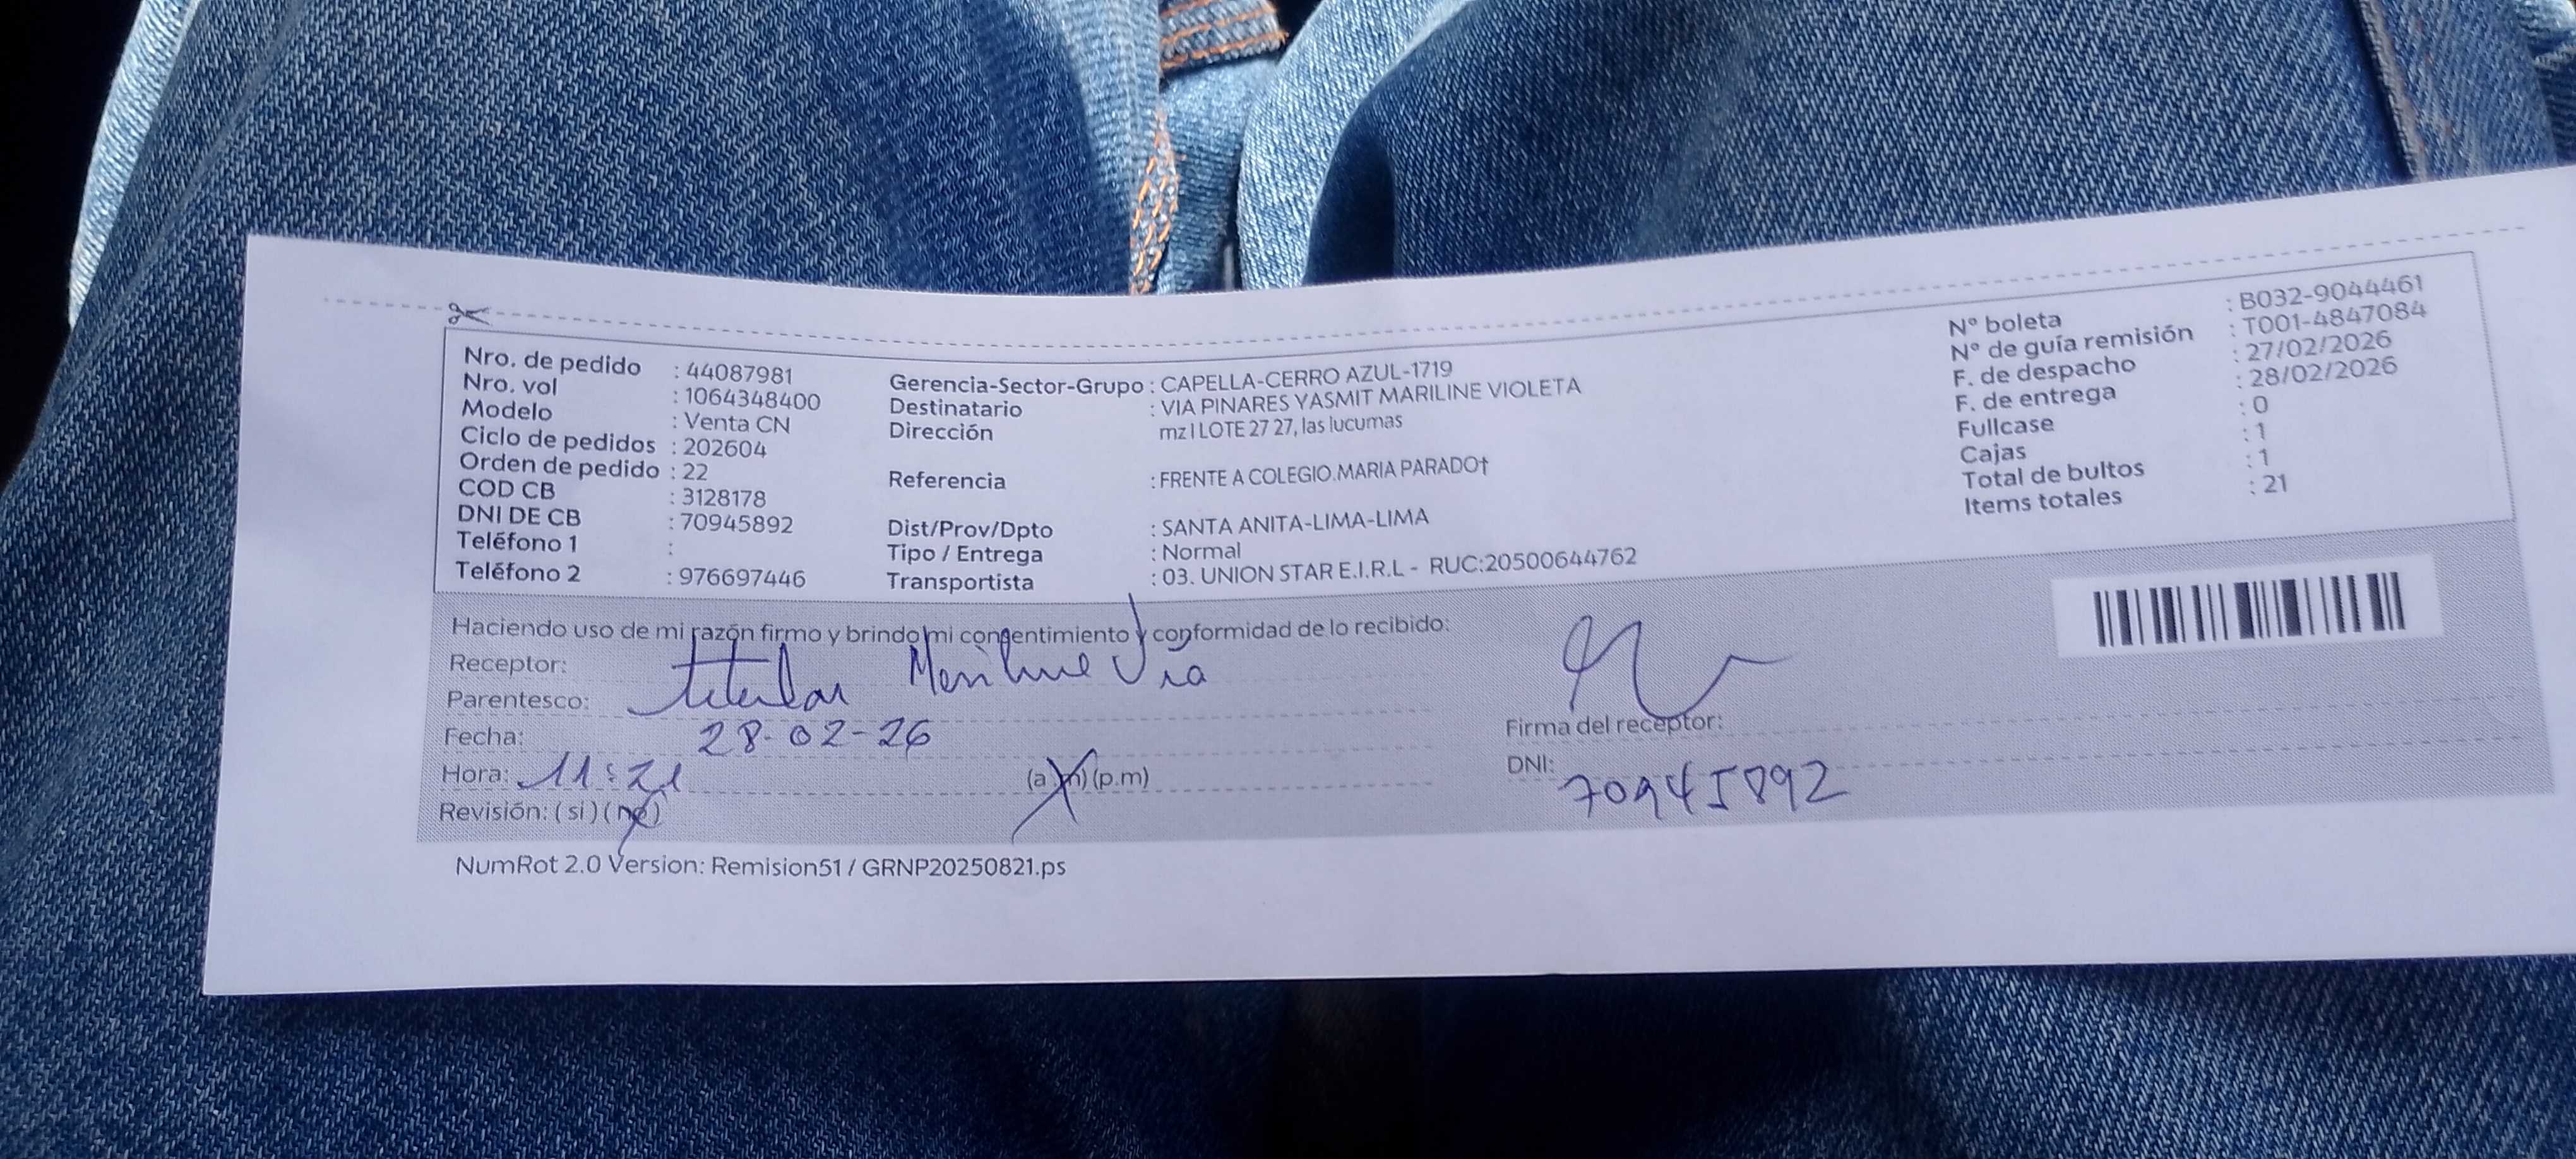 Nro. de pedido : 44087981
Nro. vol : 1064348400
Modelo : Venta CN
Ciclo de pedidos : 202604
Orden de pedido : 22
COD CB : 3128178
DNI DE CB : 70945892
Teléfono 1 :
Teléfono 2 : 976697446
Gerencia-Sector-Grupo : CAPELLA-CERRO AZUL-1719
Destinatario : VIA PINARES YASMIT MARILINE VIOLETA
Dirección mz I LOTE 27 27, las lucumas
Referencia : FRENTE A COLEGIO.MARIA PARADO†
Dist/Prov/Dpto : SANTA ANITA-LIMA-LIMA
Tipo / Entrega : Normal
Transportista : 03. UNION STAR E.I.R.L - RUC:20500644762
N° boleta : B032-9044461
N° de guía remisión : T001-4847084
F. de despacho : 27/02/2026
F. de entrega : 28/02/2026
Fullcase : 0
Cajas : 1
Total de bultos : 1
Items totales : 21
Haciendo uso de mi razón firmo y brindo mi consentimiento y conformidad de lo recibido:
Receptor: Mariline Via
Parentesco: titular
Fecha: 28-02-26
Hora: 11:21 (a.m) (p.m)
Revisión: ( si ) ( no )
Firma del receptor:
DNI: 70945892
NumRot 2.0 Version: Remision51 / GRNP20250821.ps